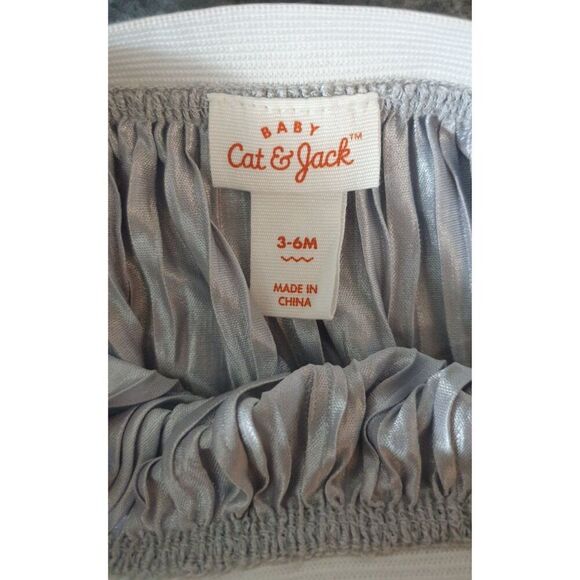 BABY
Cat & Jack™
3-6M
MADE IN
CHINA